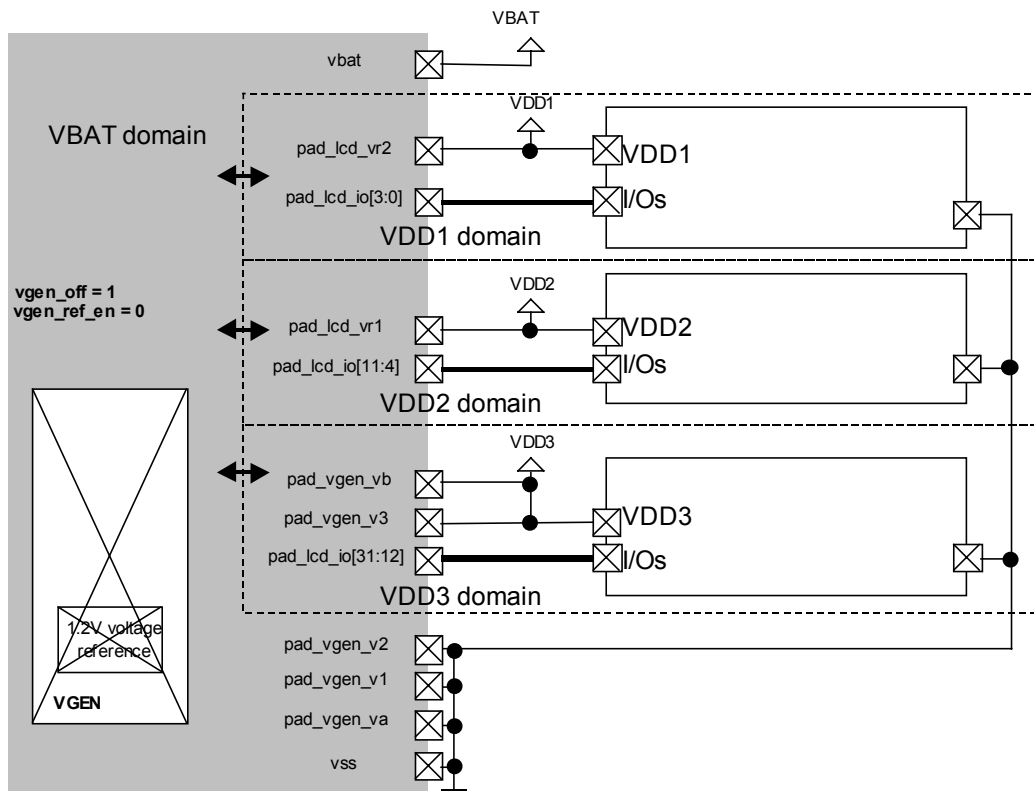 VBAT
vbat
VBAT domain
VDD1
pad_lcd_vr2
VDD1
pad_lcd_io[3:0]
I/Os
VDD1 domain
vgen_off = 1
vgen_ref_en = 0
VDD2
pad_lcd_vr1
VDD2
pad_lcd_io[11:4]
I/Os
VDD2 domain
VDD3
pad_vgen_vb
pad_vgen_v3
VDD3
pad_lcd_io[31:12]
I/Os
VDD3 domain
1.2V voltage
reference
VGEN
pad_vgen_v2
pad_vgen_v1
pad_vgen_va
vss